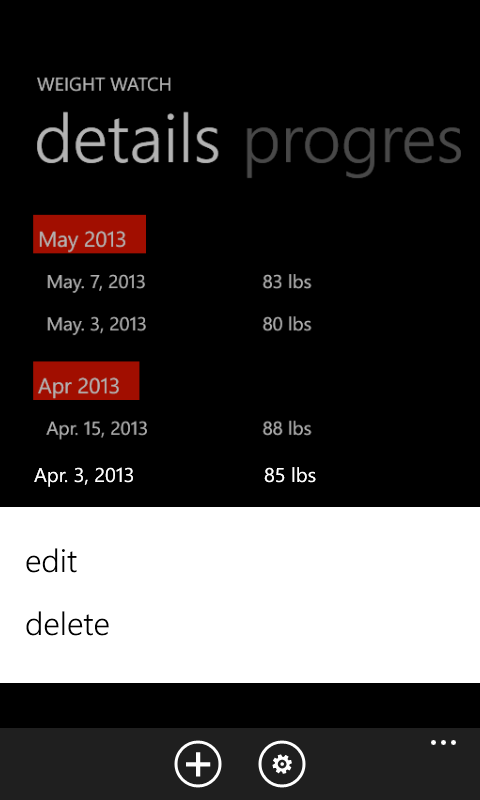 WEIGHT WATCH
details progres
May 2013
May. 7, 2013 83 lbs
May. 3, 2013 80 lbs
Apr 2013
Apr. 15, 2013 88 lbs
Apr. 3, 2013 85 lbs
edit
delete